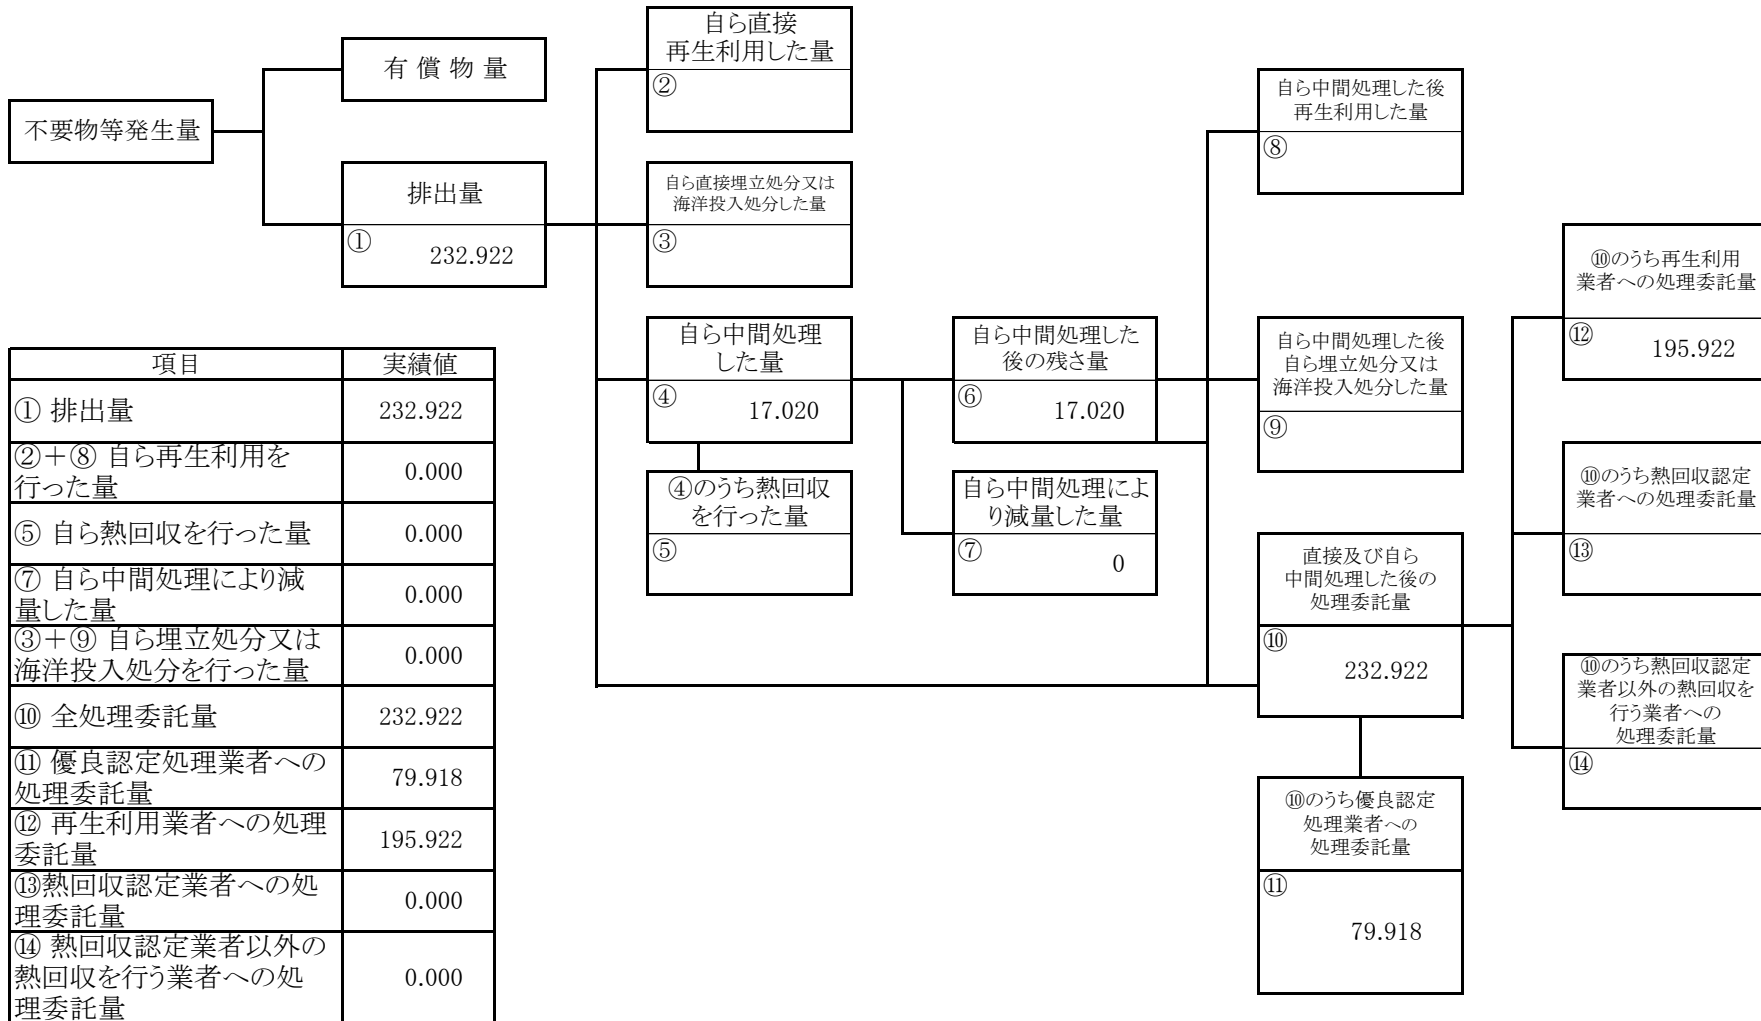 不要物等発生量
有 償 物 量
排出量
① 232.922
自ら直接
再生利用した量
②
自ら直接埋立処分又は
海洋投入処分した量
③
自ら中間処理
した量
④ 17.020
④のうち熱回収
を行った量
⑤
自ら中間処理した
後の残さ量
⑥ 17.020
自ら中間処理によ
り減量した量
⑦ 0
自ら中間処理した後
再生利用した量
⑧
自ら中間処理した後
自ら埋立処分又は
海洋投入処分した量
⑨
直接及び自ら
中間処理した後の
処理委託量
⑩
232.922
⑩のうち優良認定
処理業者への
処理委託量
⑪
79.918
⑩のうち再生利用
業者への処理委託量
⑫ 195.922
⑩のうち熱回収認定
業者への処理委託量
⑬
⑩のうち熱回収認定
業者以外の熱回収を
行う業者への
処理委託量
⑭
項目 実績値
① 排出量 232.922
②+⑧ 自ら再生利用を
行った量 0.000
⑤ 自ら熱回収を行った量 0.000
⑦ 自ら中間処理により減
量した量 0.000
③+⑨ 自ら埋立処分又は
海洋投入処分を行った量 0.000
⑩ 全処理委託量 232.922
⑪ 優良認定処理業者への
処理委託量 79.918
⑫ 再生利用業者への処理
委託量 195.922
⑬熱回収認定業者への処
理委託量 0.000
⑭ 熱回収認定業者以外の
熱回収を行う業者への処
理委託量 0.000